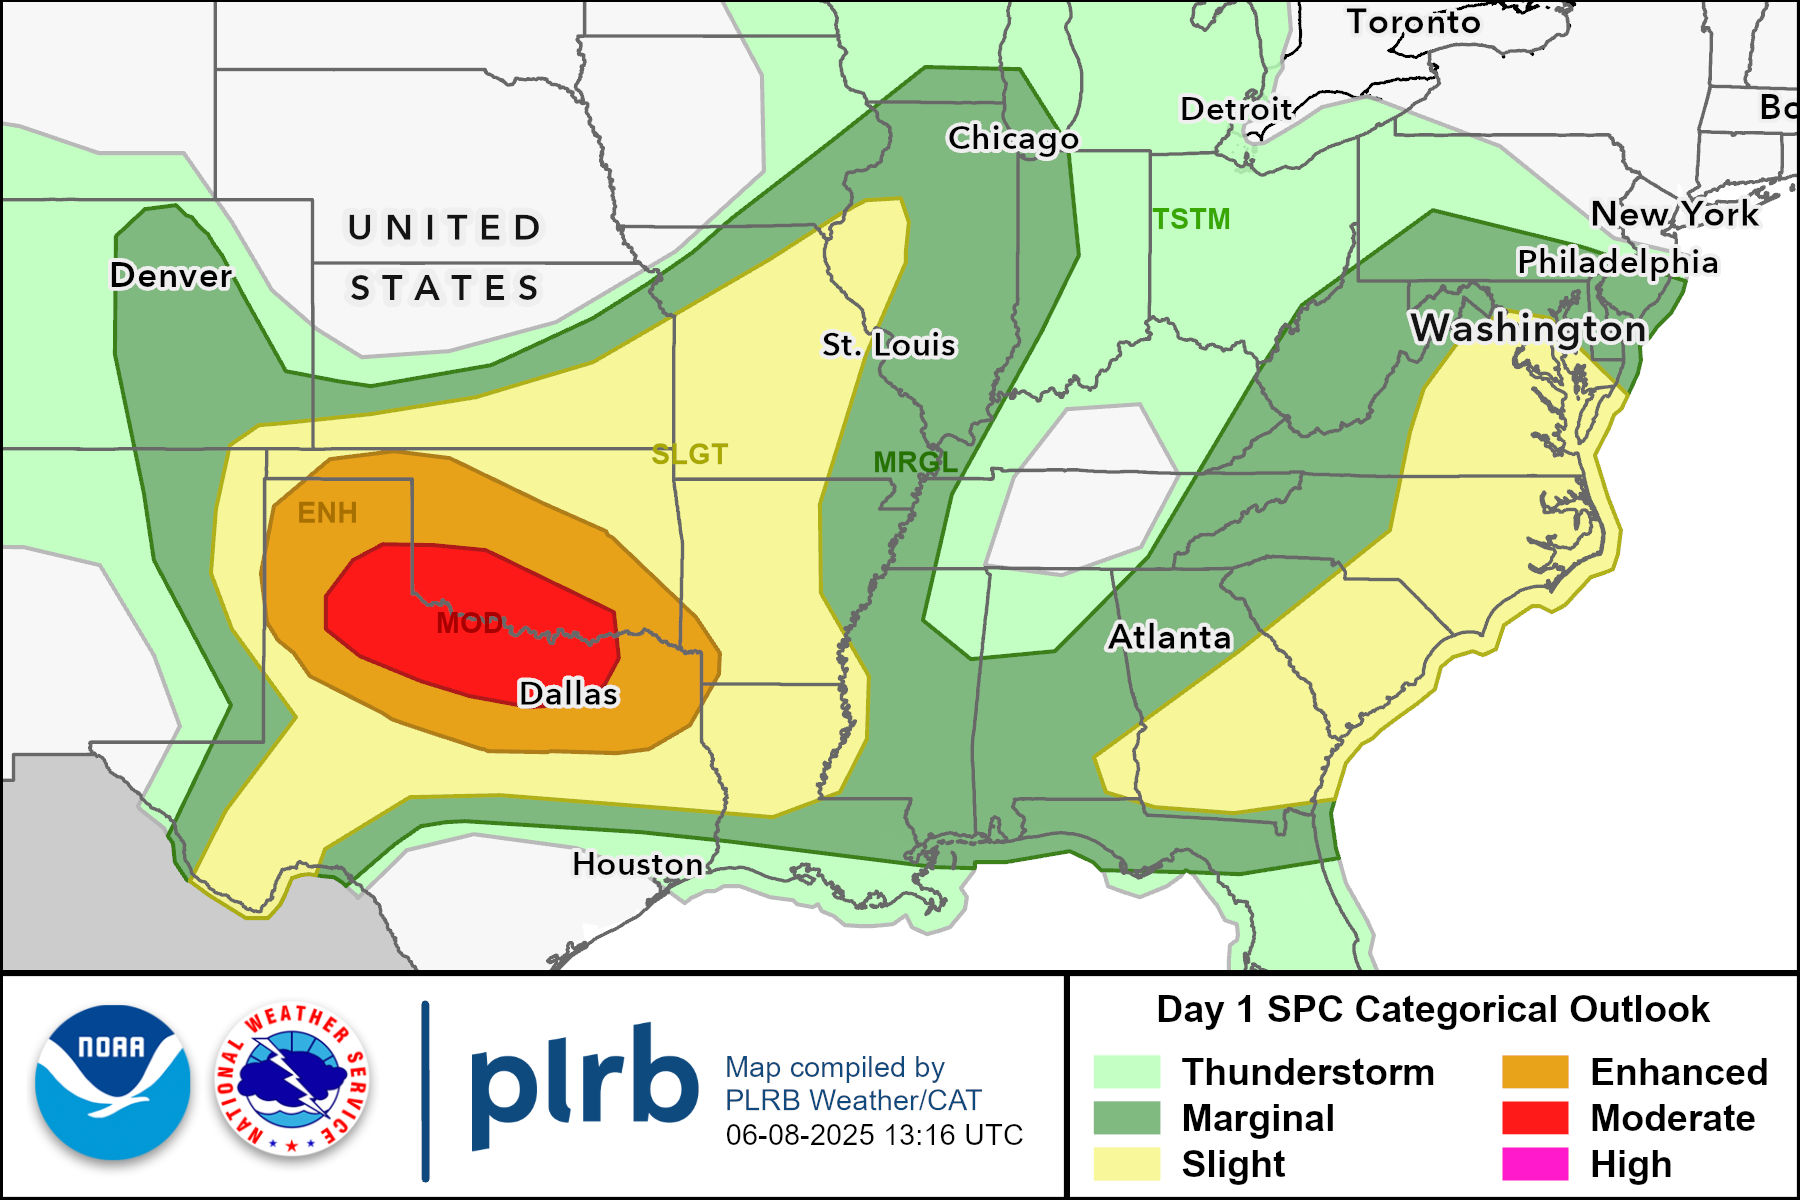 Toronto
Detroit
Bo
Chicago
New York
TSTM
UNITED
Philadelphia
Denver
STATES
Washington
St. Louis
SLGT
MRGL
ENH
MOD
Atlanta
Dallas
Houston
NOAA
NATIONAL WEATHER SERVICE
plrb
Map compiled by
PLRB Weather/CAT
06-08-2025 13:16 UTC
Day 1 SPC Categorical Outlook
Thunderstorm
Marginal
Slight
Enhanced
Moderate
High